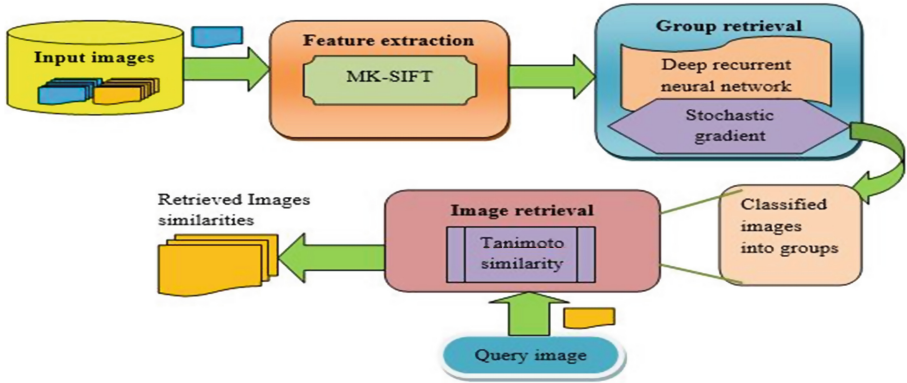 Input images
Feature extraction
MK-SIFT
Group retrieval
Deep recurrent
neural network
Stochastic
gradient
Classified
images
into groups
Image retrieval
Tanimoto
similarity
Retrieved Images
similarities
Query image